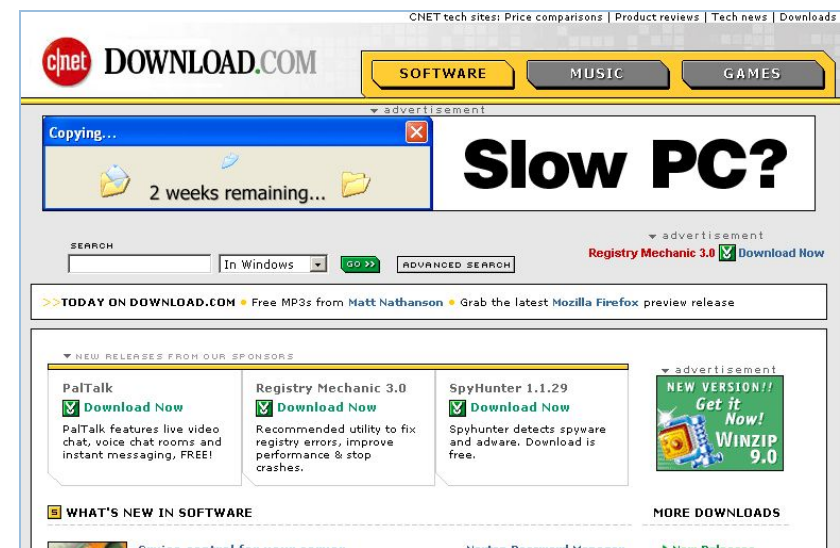 CNET tech sites: Price comparisons | Product reviews | Tech news | Downloads
c|net DOWNLOAD.COM
SOFTWARE MUSIC GAMES
advertisement
Copying...
2 weeks remaining...
Slow PC?
SEARCH
In Windows GO >> ADVANCED SEARCH
advertisement
Registry Mechanic 3.0 Download Now
>>TODAY ON DOWNLOAD.COM • Free MP3s from Matt Nathanson • Grab the latest Mozilla Firefox preview release
NEW RELEASES FROM OUR SPONSORS
PalTalk
Download Now
PalTalk features live video
chat, voice chat rooms and
instant messaging, FREE!
Registry Mechanic 3.0
Download Now
Recommended utility to fix
registry errors, improve
performance & stop
crashes.
SpyHunter 1.1.29
Download Now
Spyhunter detects spyware
and adware. Download is
free.
advertisement
NEW VERSION!!
Get it
Now!
WINZIP
9.0
WHAT'S NEW IN SOFTWARE
MORE DOWNLOADS